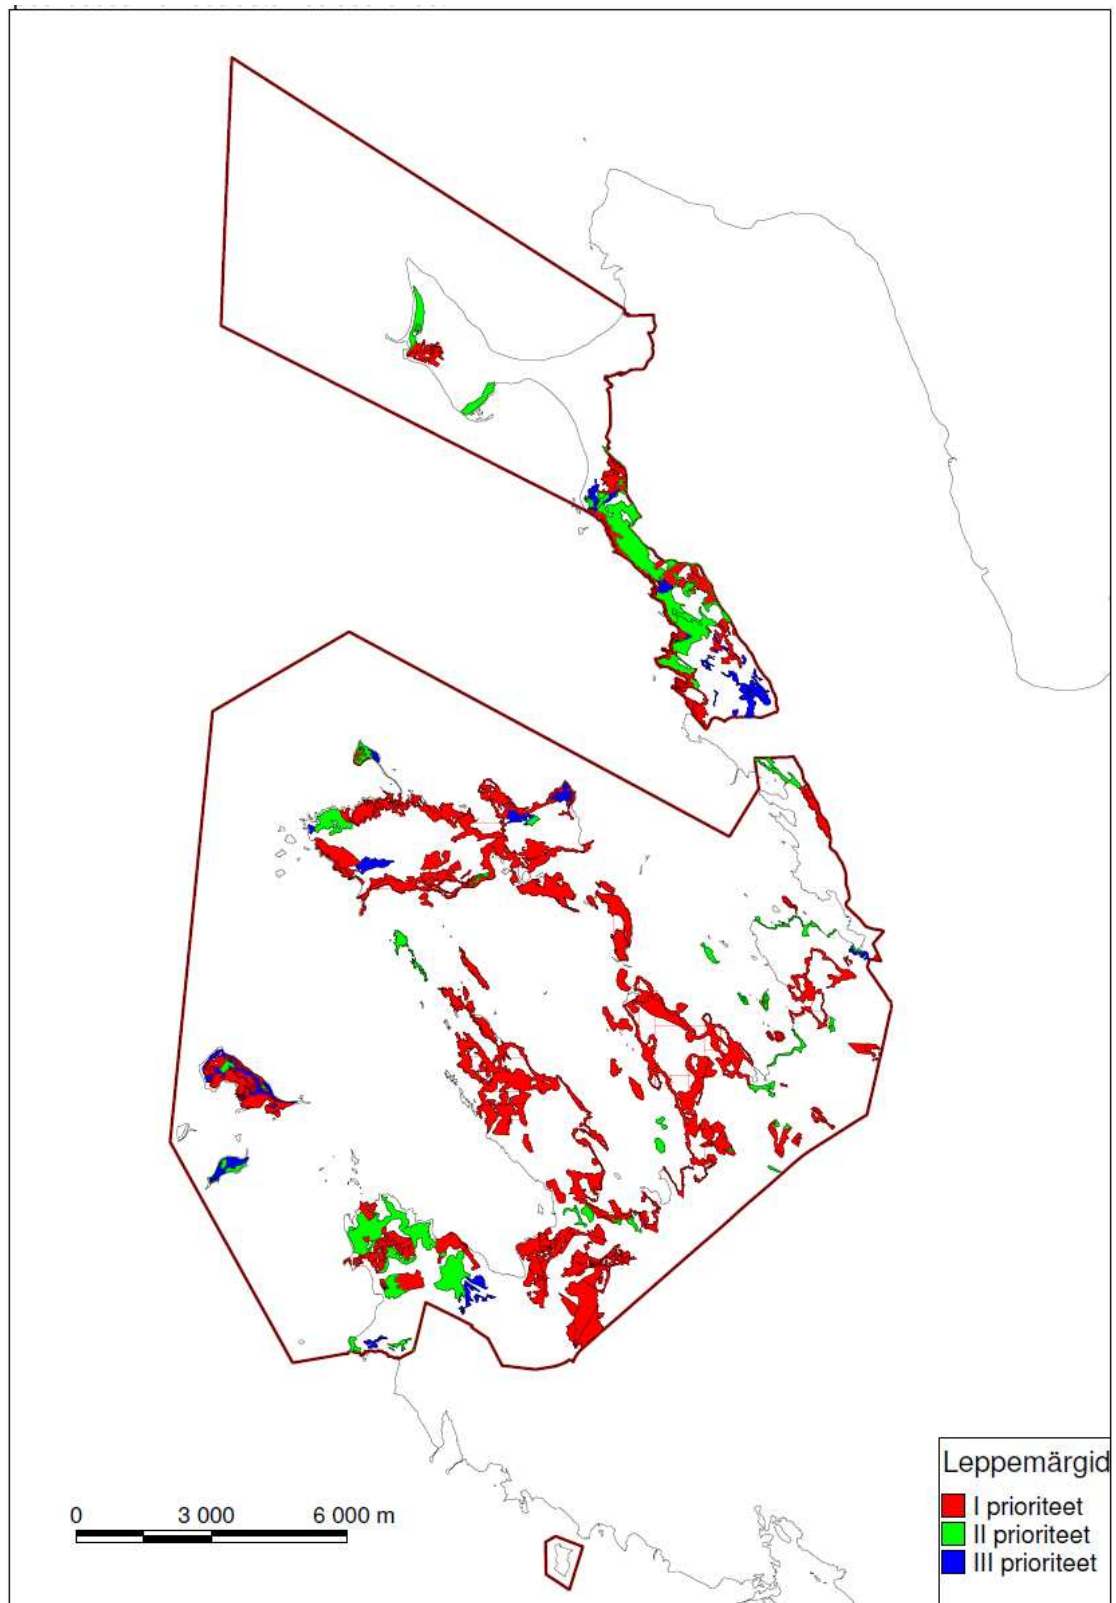 0 3 000 6 000 m
Leppemärgid
I prioriteet
II prioriteet
III prioriteet